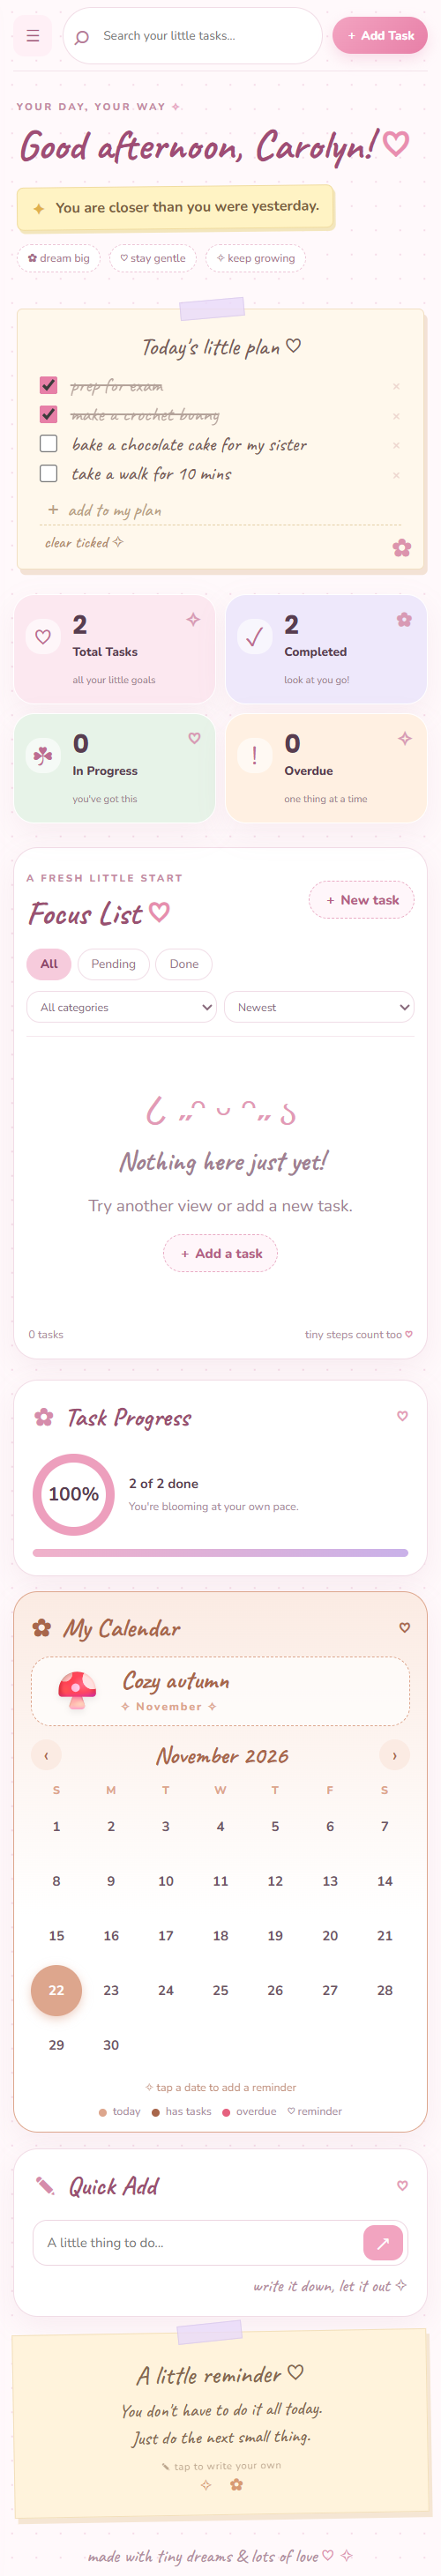 ☰ Search your little tasks... + Add Task
YOUR DAY, YOUR WAY ✧
Good afternoon, Carolyn! ♡
✦ You are closer than you were yesterday.
✿ dream big ♡ stay gentle ✧ keep growing
Today's little plan ♡
prep for exam ×
make a crochet bunny ×
bake a chocolate cake for my sister ×
take a walk for 10 mins ×
+ add to my plan
clear ticked ✧
2
Total Tasks
all your little goals
2
Completed
look at you go!
0
In Progress
you've got this
0
Overdue
one thing at a time
A FRESH LITTLE START
Focus List ♡
+ New task
All Pending Done
All categories Newest
Nothing here just yet!
Try another view or add a new task.
+ Add a task
0 tasks tiny steps count too ♡
✿ Task Progress ♡
100%
2 of 2 done
You're blooming at your own pace.
✿ My Calendar ♡
Cozy autumn
✧ November ✧
‹ November 2026 ›
S M T W T F S
1 2 3 4 5 6 7
8 9 10 11 12 13 14
15 16 17 18 19 20 21
22 23 24 25 26 27 28
29 30
✧ tap a date to add a reminder
today has tasks overdue ♡ reminder
✎ Quick Add ♡
A little thing to do... ↗
write it down, let it out ✧
A little reminder ♡
You don't have to do it all today.
Just do the next small thing.
✎ tap to write your own
✧ ✿
made with tiny dreams & lots of love ♡ ✧